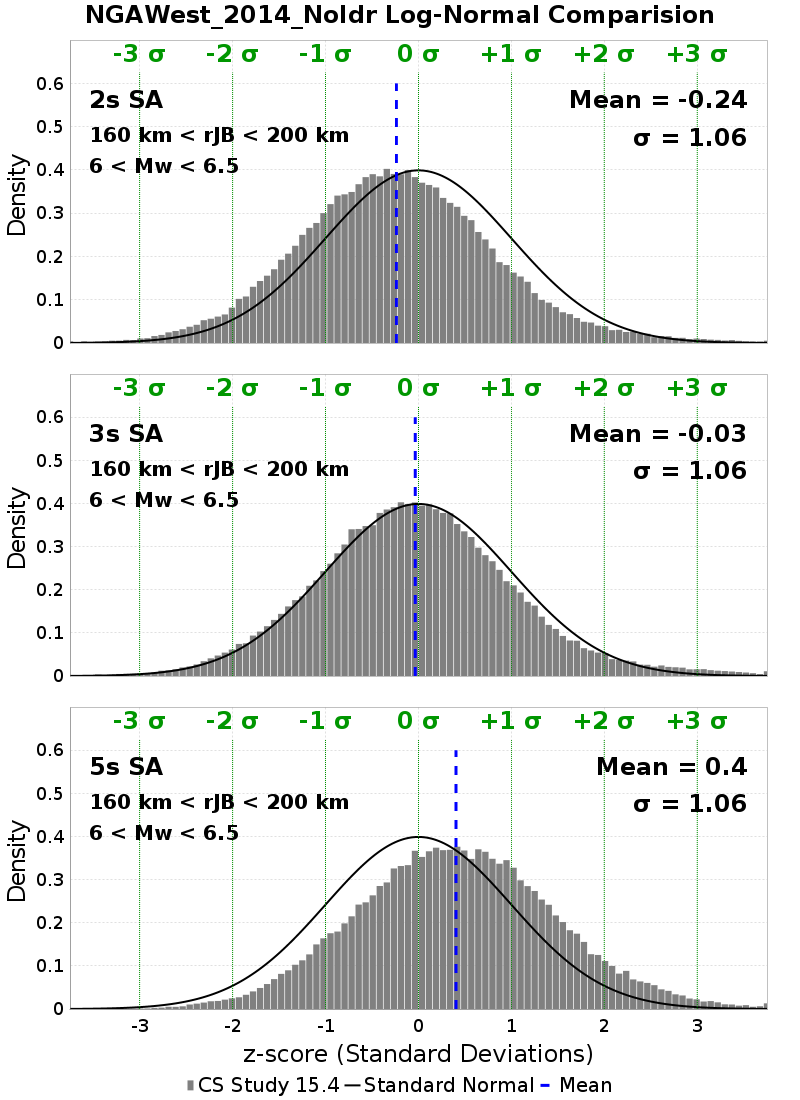 NGAWest_2014_NoIdr Log-Normal Comparision
-3 σ -2 σ -1 σ 0 σ +1 σ +2 σ +3 σ
0.6
2s SA Mean = -0.24
0.5
160 km < rJB < 200 km σ = 1.06
6 < Mw < 6.5
0.4
0.3
0.2
0.1
0
Density
-3 σ -2 σ -1 σ 0 σ +1 σ +2 σ +3 σ
0.6
3s SA Mean = -0.03
0.5
160 km < rJB < 200 km σ = 1.06
6 < Mw < 6.5
0.4
0.3
0.2
0.1
0
Density
-3 σ -2 σ -1 σ 0 σ +1 σ +2 σ +3 σ
0.6
5s SA Mean = 0.4
0.5
160 km < rJB < 200 km σ = 1.06
6 < Mw < 6.5
0.4
0.3
0.2
0.1
0
Density
-3 -2 -1 0 1 2 3
z-score (Standard Deviations)
CS Study 15.4 Standard Normal Mean